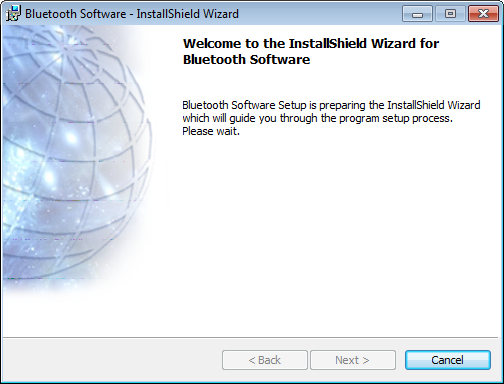 Bluetooth Software - InstallShield Wizard
Welcome to the InstallShield Wizard for
Bluetooth Software
Bluetooth Software Setup is preparing the InstallShield Wizard
which will guide you through the program setup process.
Please wait.
< Back
Next >
Cancel